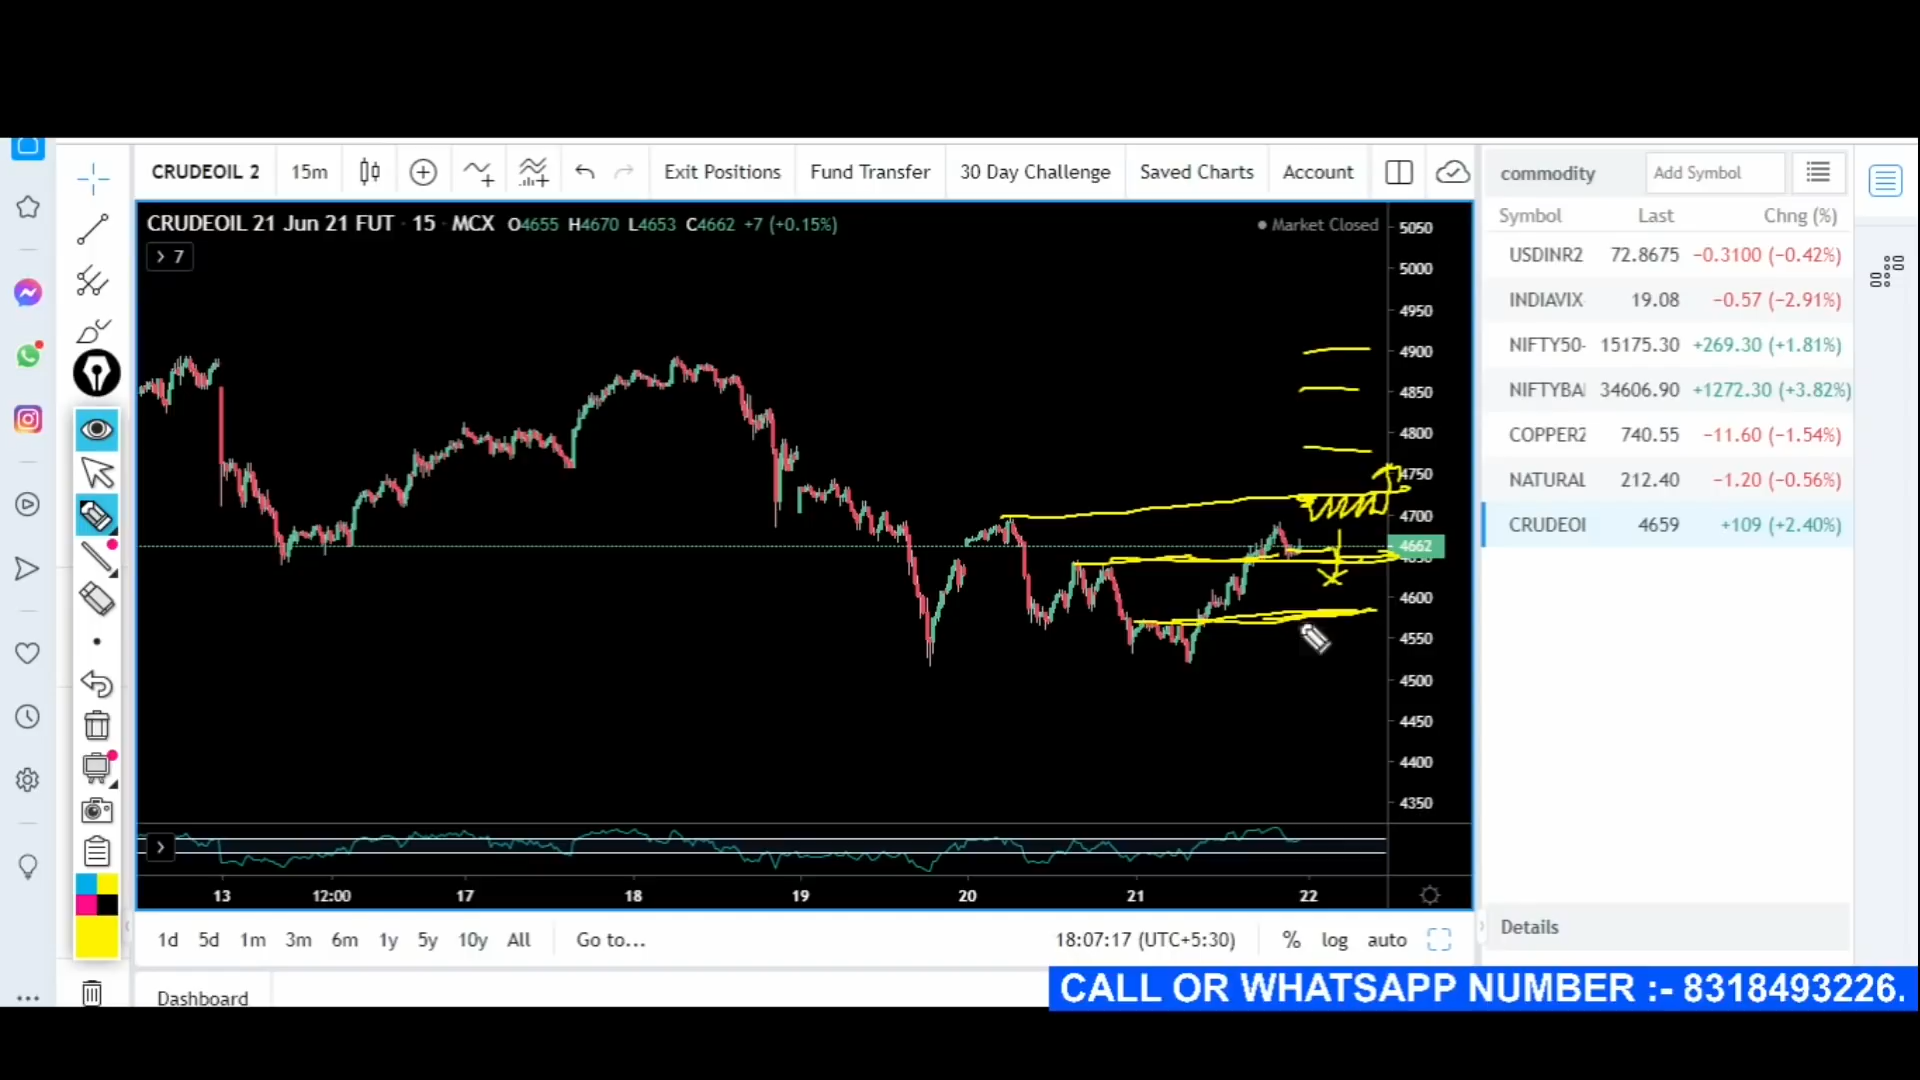 CRUDEOIL 2 15m Exit Positions Fund Transfer 30 Day Challenge Saved Charts Account
commodity Add Symbol
CRUDEOIL 21 Jun 21 FUT · 15 · MCX O4655 H4670 L4653 C4662 +7 (+0.15%)
Market Closed
7
5050
5000
4950
4900
4850
4800
4750
4700
4662
4600
4550
4500
4450
4400
4350
13 12:00 17 18 19 20 21 22
Symbol Last Chng (%)
USDINR2 72.8675 −0.3100 (−0.42%)
INDIAVIX 19.08 −0.57 (−2.91%)
NIFTY50- 15175.30 +269.30 (+1.81%)
NIFTYBA 34606.90 +1272.30 (+3.82%)
COPPER2 740.55 −11.60 (−1.54%)
NATURAL 212.40 −1.20 (−0.56%)
CRUDEOI 4659 +109 (+2.40%)
Details
1d 5d 1m 3m 6m 1y 5y 10y All Go to... 18:07:17 (UTC+5:30) % log auto
Dashboard
CALL OR WHATSAPP NUMBER :- 8318493226.